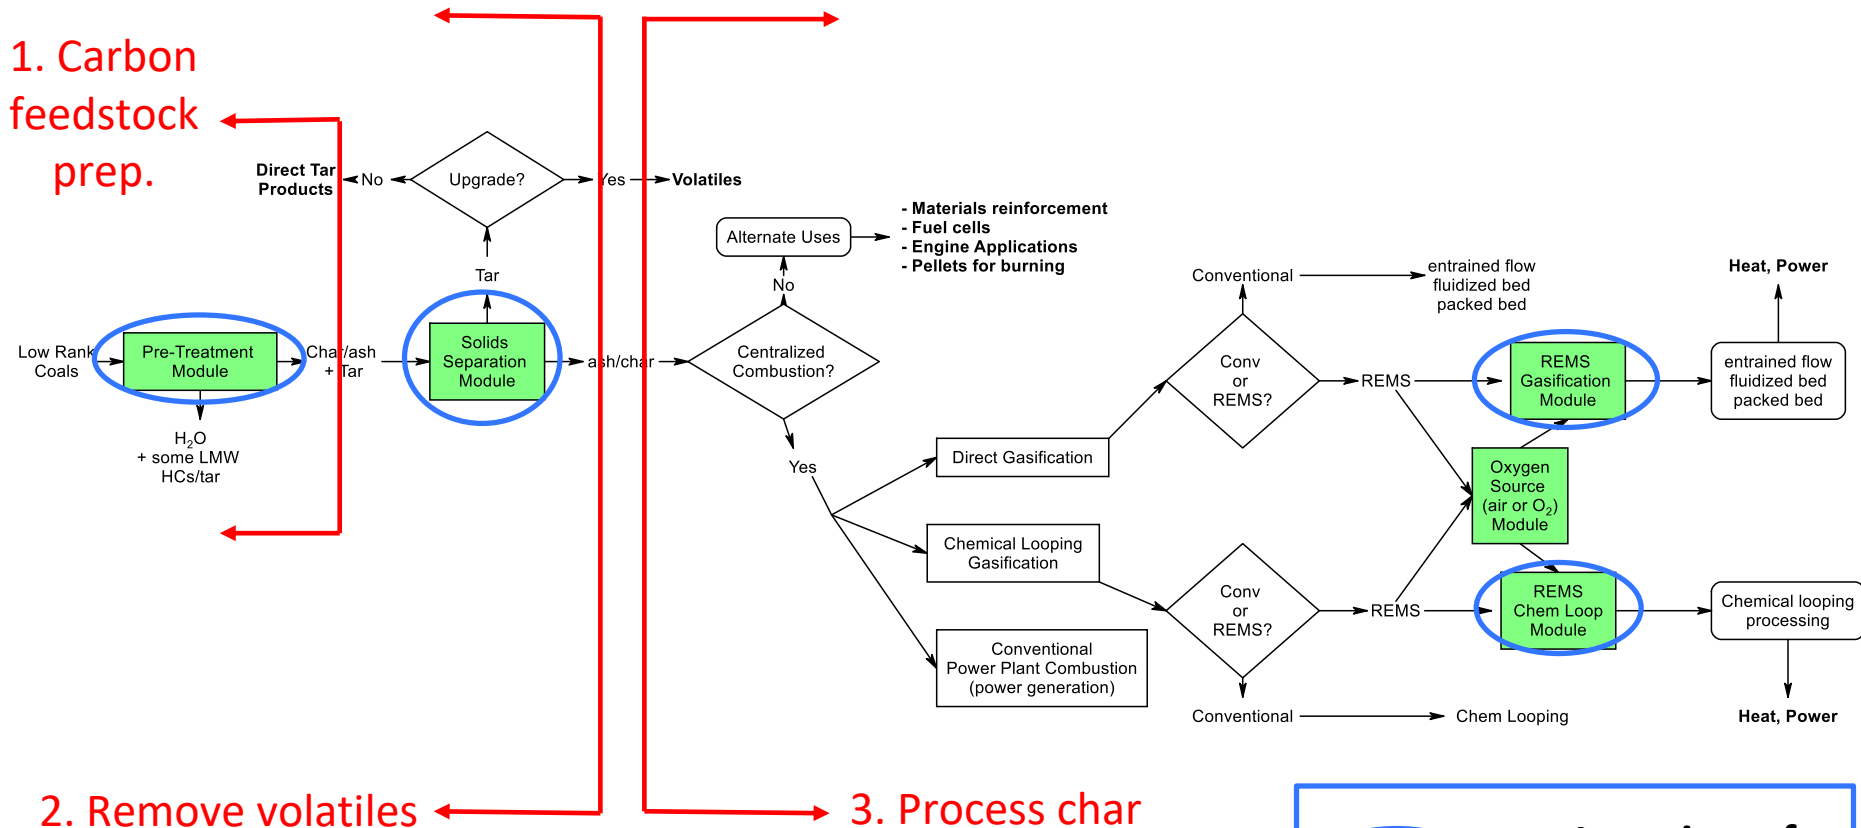 1. Carbon
feedstock
prep.
Direct Tar
Products
No
Upgrade?
Yes
Volatiles
Tar
Low Rank
Coals
Pre-Treatment
Module
Char/ash
+ Tar
Solids
Separation
Module
ash/char
H₂O
+ some LMW
HCs/tar
Alternate Uses
- Materials reinforcement
- Fuel cells
- Engine Applications
- Pellets for burning
No
Centralized
Combustion?
Yes
Direct Gasification
Chemical Looping
Gasification
Conventional
Power Plant Combustion
(power generation)
Conventional
entrained flow
fluidized bed
packed bed
Conv
or
REMS?
REMS
REMS
Gasification
Module
entrained flow
fluidized bed
packed bed
Heat, Power
Oxygen
Source
(air or O₂)
Module
Conv
or
REMS?
REMS
REMS
Chem Loop
Module
Chemical looping
processing
Conventional
Chem Looping
Heat, Power
2. Remove volatiles
3. Process char